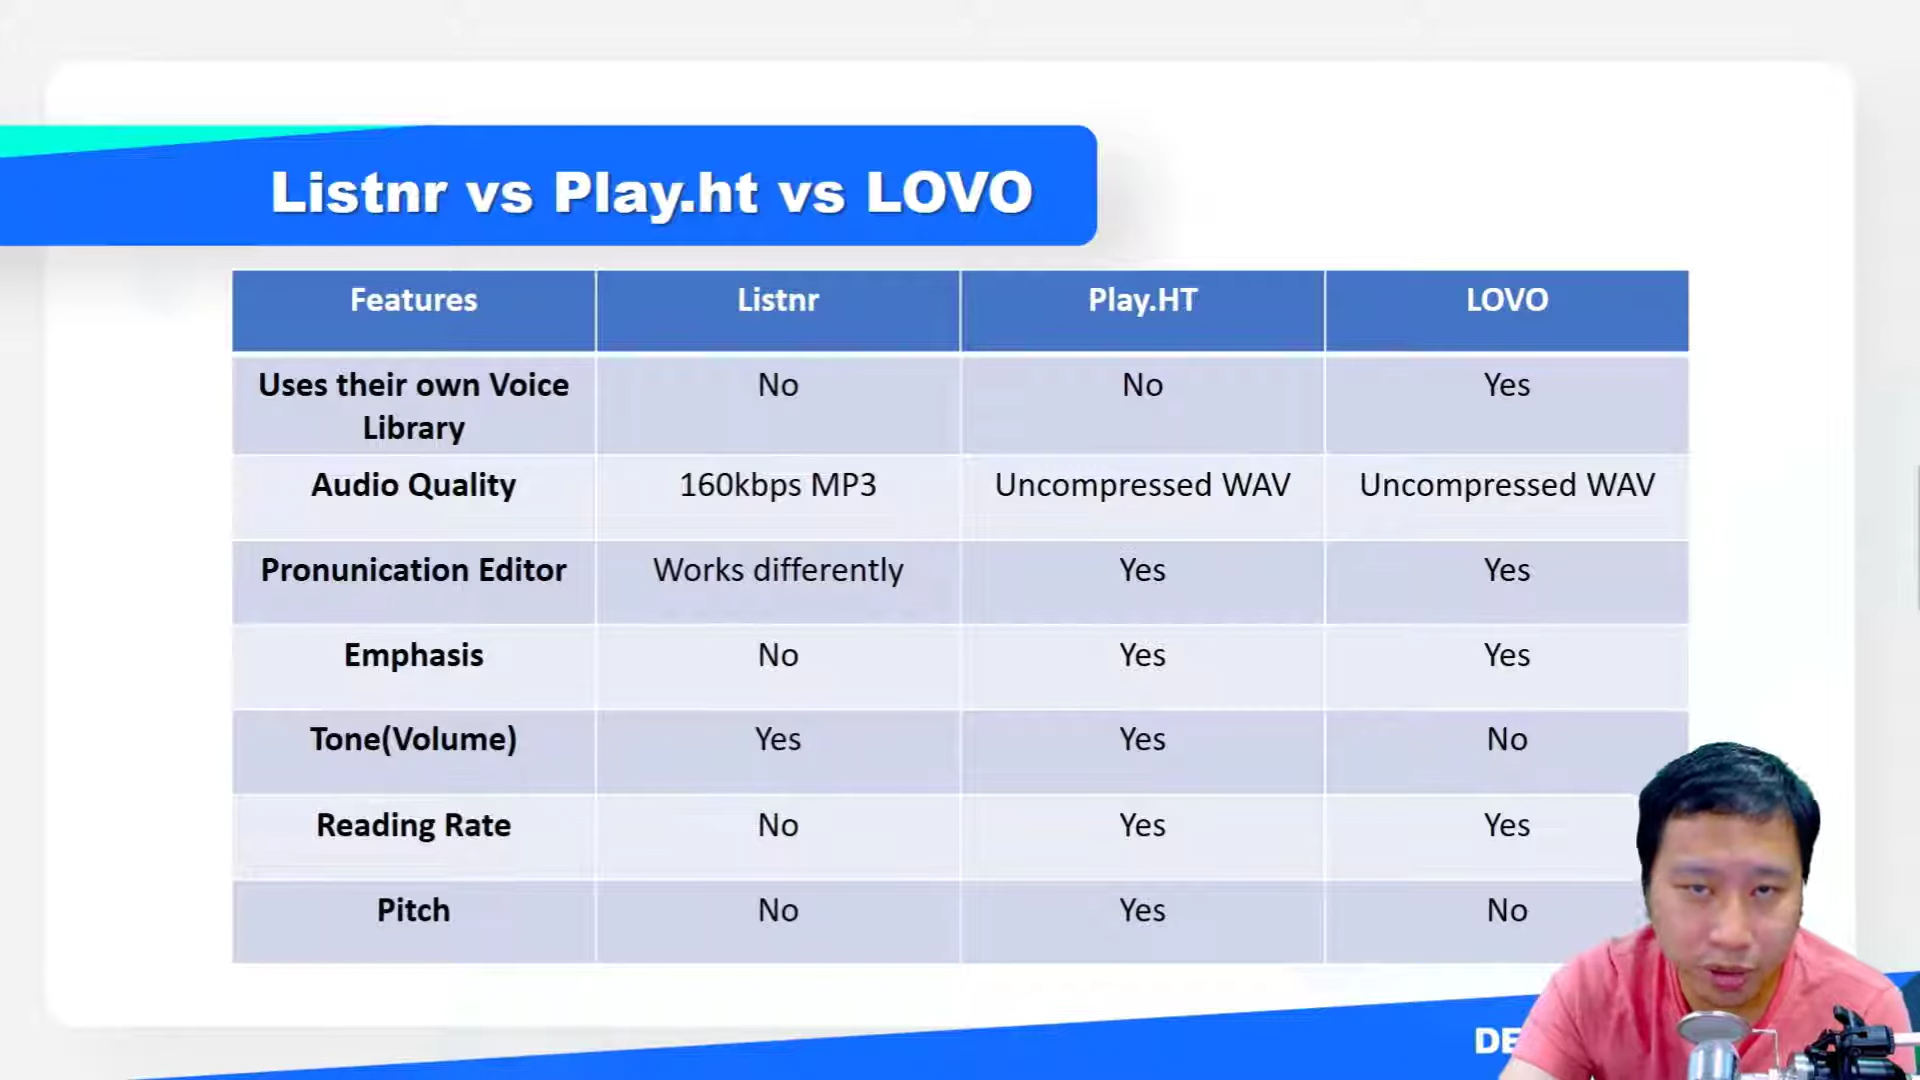 Listnr vs Play.ht vs LOVO
Features Listnr Play.HT LOVO
Uses their own Voice Library No No Yes
Audio Quality 160kbps MP3 Uncompressed WAV Uncompressed WAV
Pronunication Editor Works differently Yes Yes
Emphasis No Yes Yes
Tone(Volume) Yes Yes No
Reading Rate No Yes Yes
Pitch No Yes No